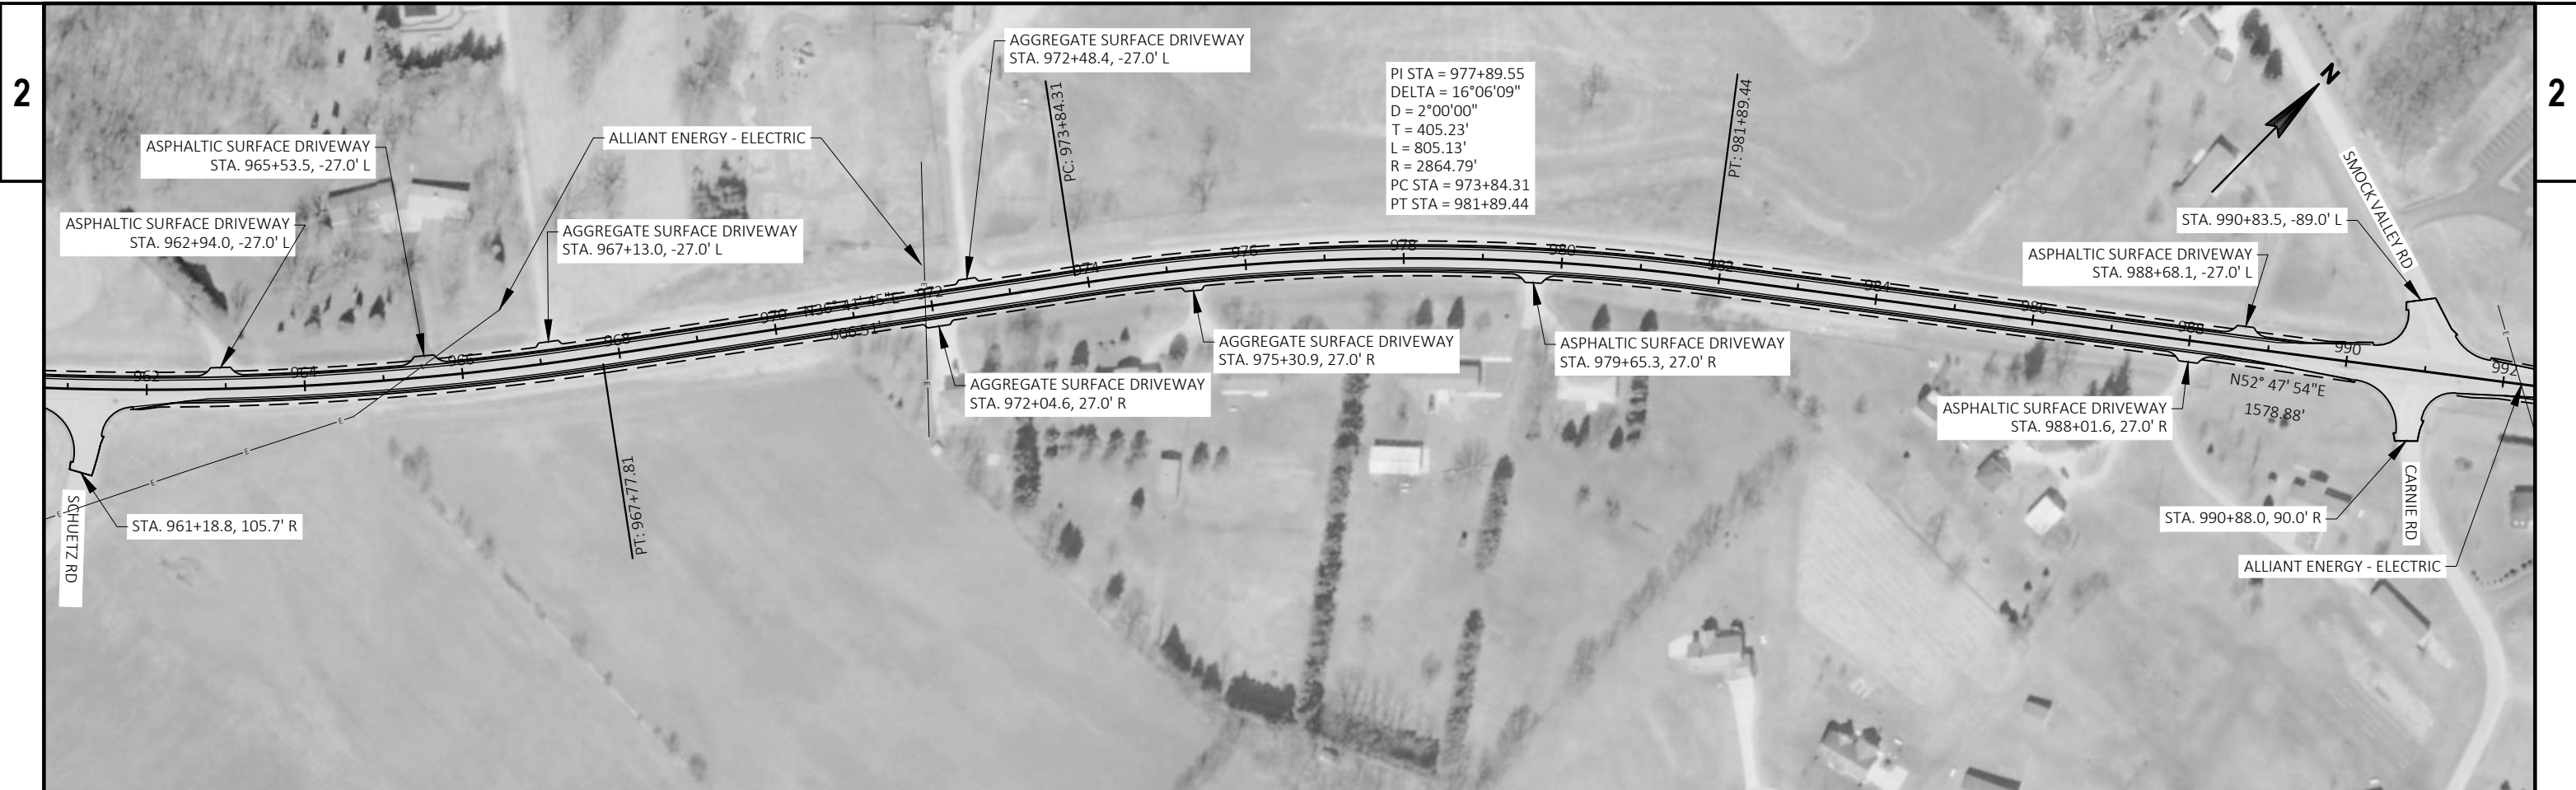 2
2
AGGREGATE SURFACE DRIVEWAY
STA. 972+48.4, -27.0' L
PC: 973+84.31
PI STA = 977+89.55
DELTA = 16°06'09"
D = 2°00'00"
T = 405.23'
L = 805.13'
R = 2864.79'
PC STA = 973+84.31
PT STA = 981+89.44
PT: 981+89.44
N
SMOCK VALLEY RD
ALLIANT ENERGY - ELECTRIC
ASPHALTIC SURFACE DRIVEWAY
STA. 965+53.5, -27.0' L
ASPHALTIC SURFACE DRIVEWAY
STA. 962+94.0, -27.0' L
AGGREGATE SURFACE DRIVEWAY
STA. 967+13.0, -27.0' L
STA. 990+83.5, -89.0' L
ASPHALTIC SURFACE DRIVEWAY
STA. 988+68.1, -27.0' L
962
964
966
968
970
N36° 41' 45"E
606.51'
972
974
976
978
980
982
984
986
988
990
992
E
E
E
E
E
E
E
AGGREGATE SURFACE DRIVEWAY
STA. 975+30.9, 27.0' R
ASPHALTIC SURFACE DRIVEWAY
STA. 979+65.3, 27.0' R
AGGREGATE SURFACE DRIVEWAY
STA. 972+04.6, 27.0' R
N52° 47' 54"E
1578.88'
ASPHALTIC SURFACE DRIVEWAY
STA. 988+01.6, 27.0' R
PT: 967+77.81
SCHUETZ RD
STA. 961+18.8, 105.7' R
STA. 990+88.0, 90.0' R
CARNIE RD
ALLIANT ENERGY - ELECTRIC